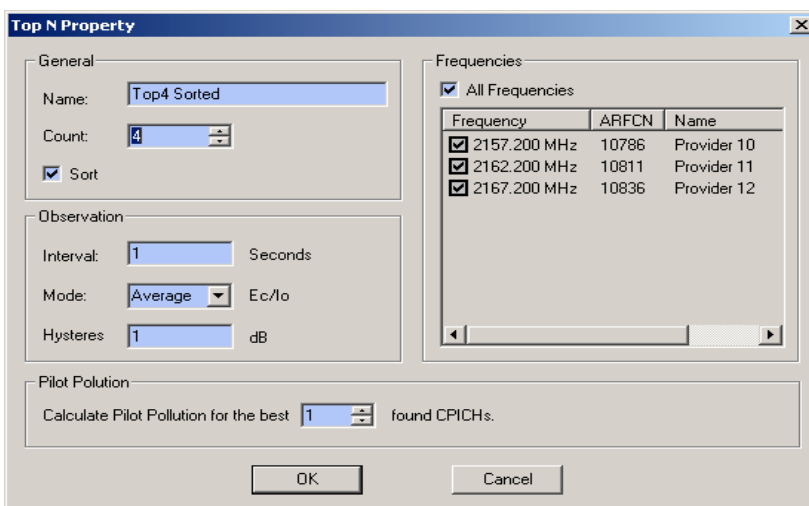 Top N Property
General
Name: Top4 Sorted
Count: 4
Sort
Observation
Interval: 1 Seconds
Mode: Average Ec/Io
Hysteres 1 dB
Frequencies
All Frequencies
Frequency ARFCN Name
2157.200 MHz 10786 Provider 10
2162.200 MHz 10811 Provider 11
2167.200 MHz 10836 Provider 12
Pilot Polution
Calculate Pilot Pollution for the best 1 found CPICHs.
OK Cancel